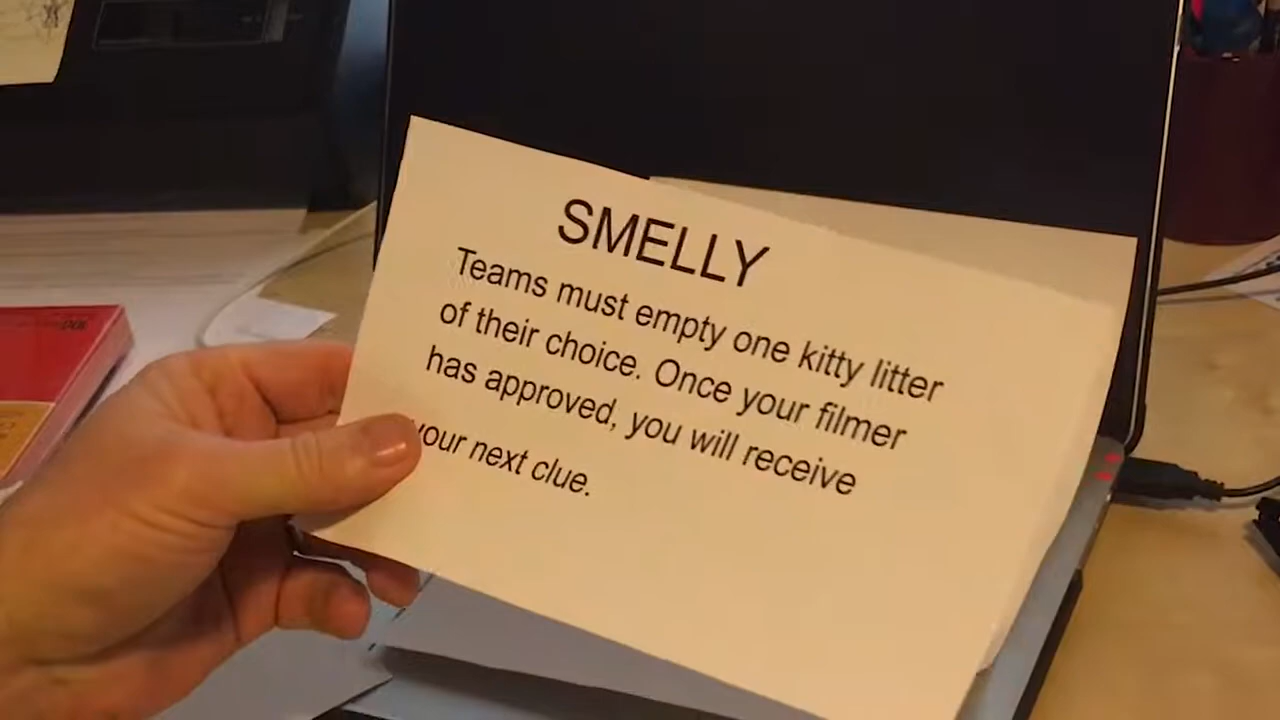 SMELLY
Teams must empty one kitty litter
of their choice. Once your filmer
has approved, you will receive
your next clue.